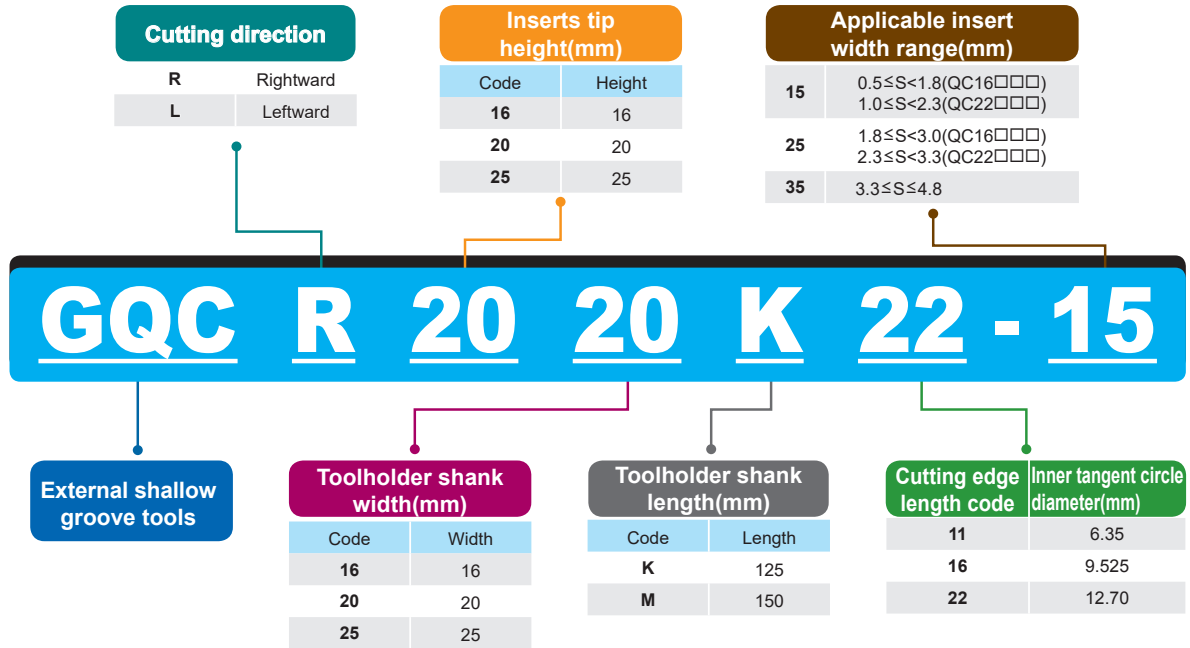 Cutting direction
R Rightward
L Leftward
Inserts tip
height(mm)
Code Height
16 16
20 20
25 25
Applicable insert
width range(mm)
15 0.5≤S<1.8(QC16□□□)
1.0≤S<2.3(QC22□□□)
25 1.8≤S<3.0(QC16□□□)
2.3≤S<3.3(QC22□□□)
35 3.3≤S≤4.8
GQC R 20 20 K 22 - 15
External shallow
groove tools
Toolholder shank
width(mm)
Code Width
16 16
20 20
25 25
Toolholder shank
length(mm)
Code Length
K 125
M 150
Cutting edge
length code
Inner tangent circle
diameter(mm)
11 6.35
16 9.525
22 12.70